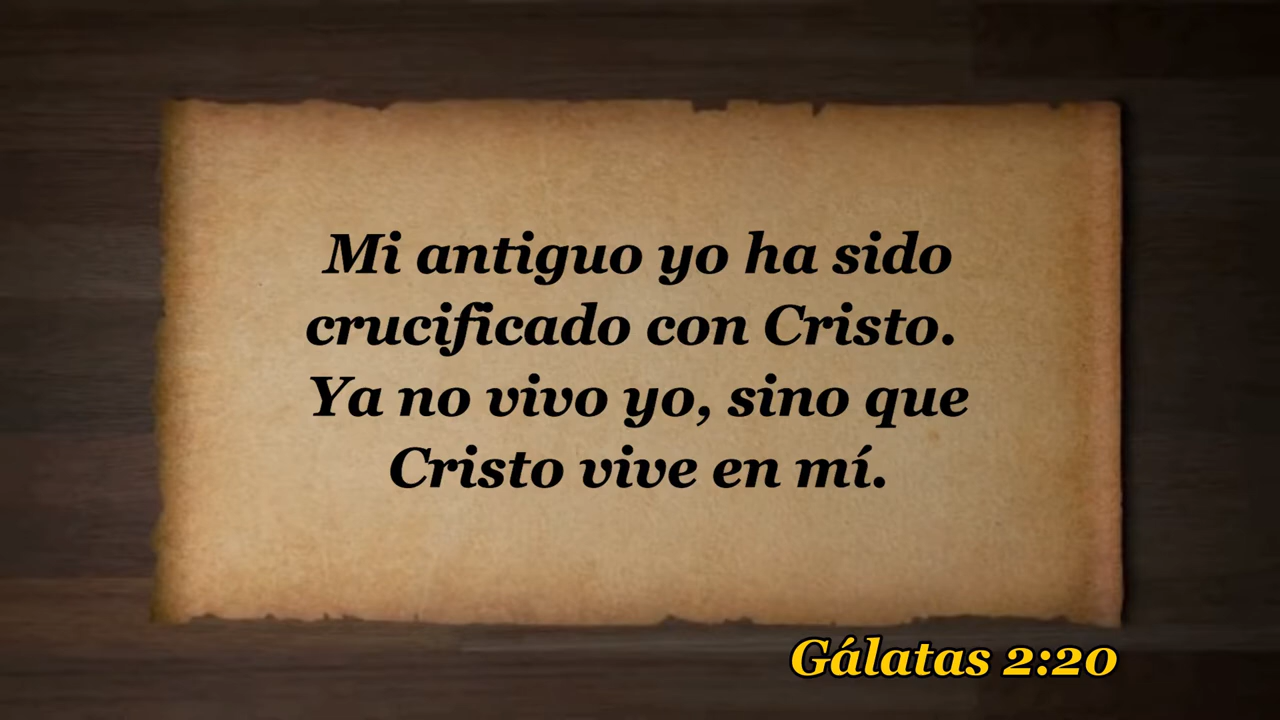 Mi antiguo yo ha sido
crucificado con Cristo.
Ya no vivo yo, sino que
Cristo vive en mí.
Gálatas 2:20